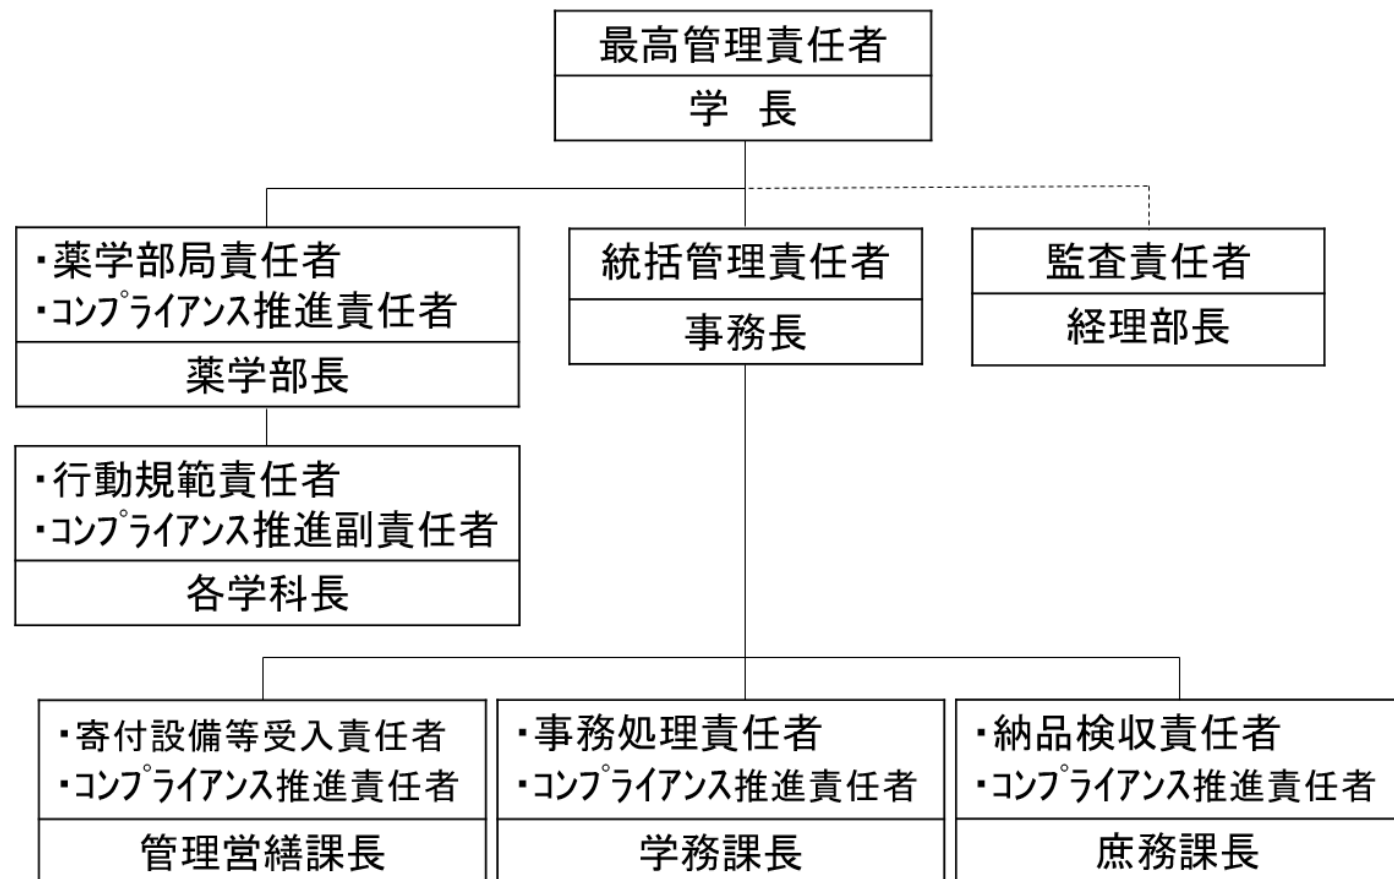 最高管理責任者
学　長
・薬学部局責任者
・コンプライアンス推進責任者
薬学部長
統括管理責任者
事務長
監査責任者
経理部長
・行動規範責任者
・コンプライアンス推進副責任者
各学科長
・寄付設備等受入責任者
・コンプライアンス推進責任者
管理営繕課長
・事務処理責任者
・コンプライアンス推進責任者
学務課長
・納品検収責任者
・コンプライアンス推進責任者
庶務課長